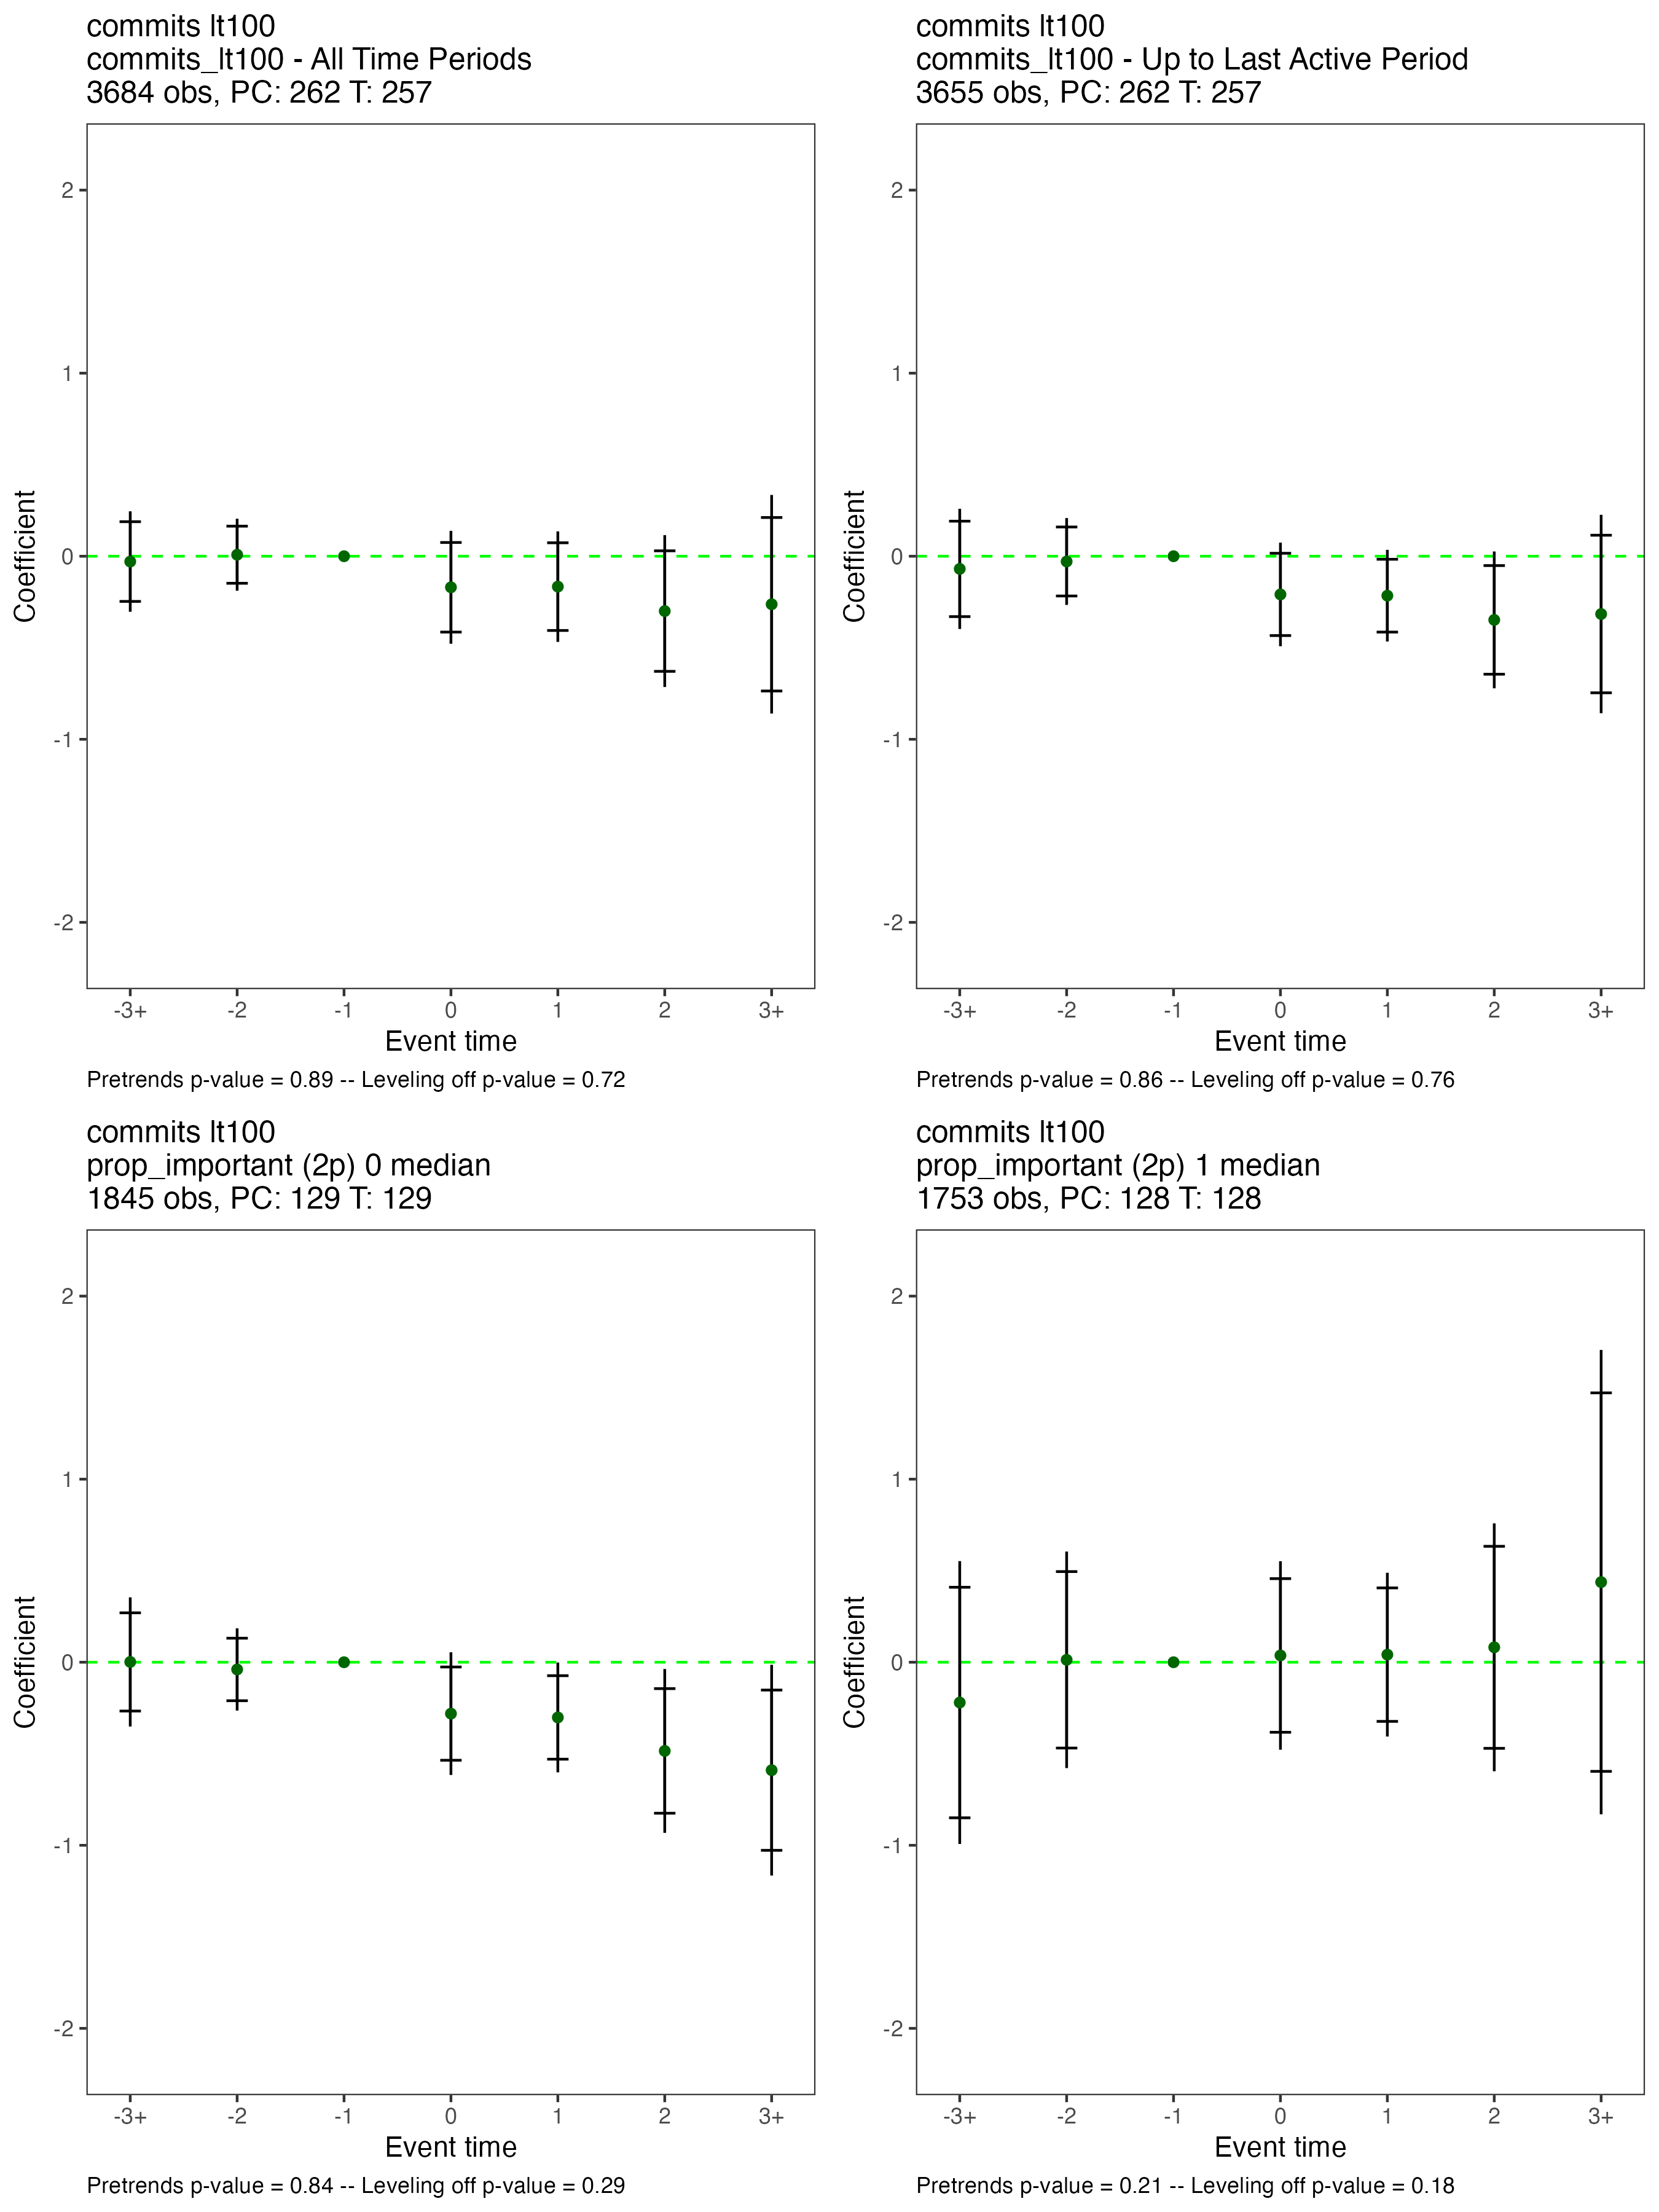 commits lt100
commits_lt100 - All Time Periods
3684 obs, PC: 262 T: 257
2
1
0
-1
-2
Coefficient
-3+ -2 -1 0 1 2 3+
Event time
Pretrends p-value = 0.89 -- Leveling off p-value = 0.72
commits lt100
commits_lt100 - Up to Last Active Period
3655 obs, PC: 262 T: 257
2
1
0
-1
-2
Coefficient
-3+ -2 -1 0 1 2 3+
Event time
Pretrends p-value = 0.86 -- Leveling off p-value = 0.76
commits lt100
prop_important (2p) 0 median
1845 obs, PC: 129 T: 129
2
1
0
-1
-2
Coefficient
-3+ -2 -1 0 1 2 3+
Event time
Pretrends p-value = 0.84 -- Leveling off p-value = 0.29
commits lt100
prop_important (2p) 1 median
1753 obs, PC: 128 T: 128
2
1
0
-1
-2
Coefficient
-3+ -2 -1 0 1 2 3+
Event time
Pretrends p-value = 0.21 -- Leveling off p-value = 0.18